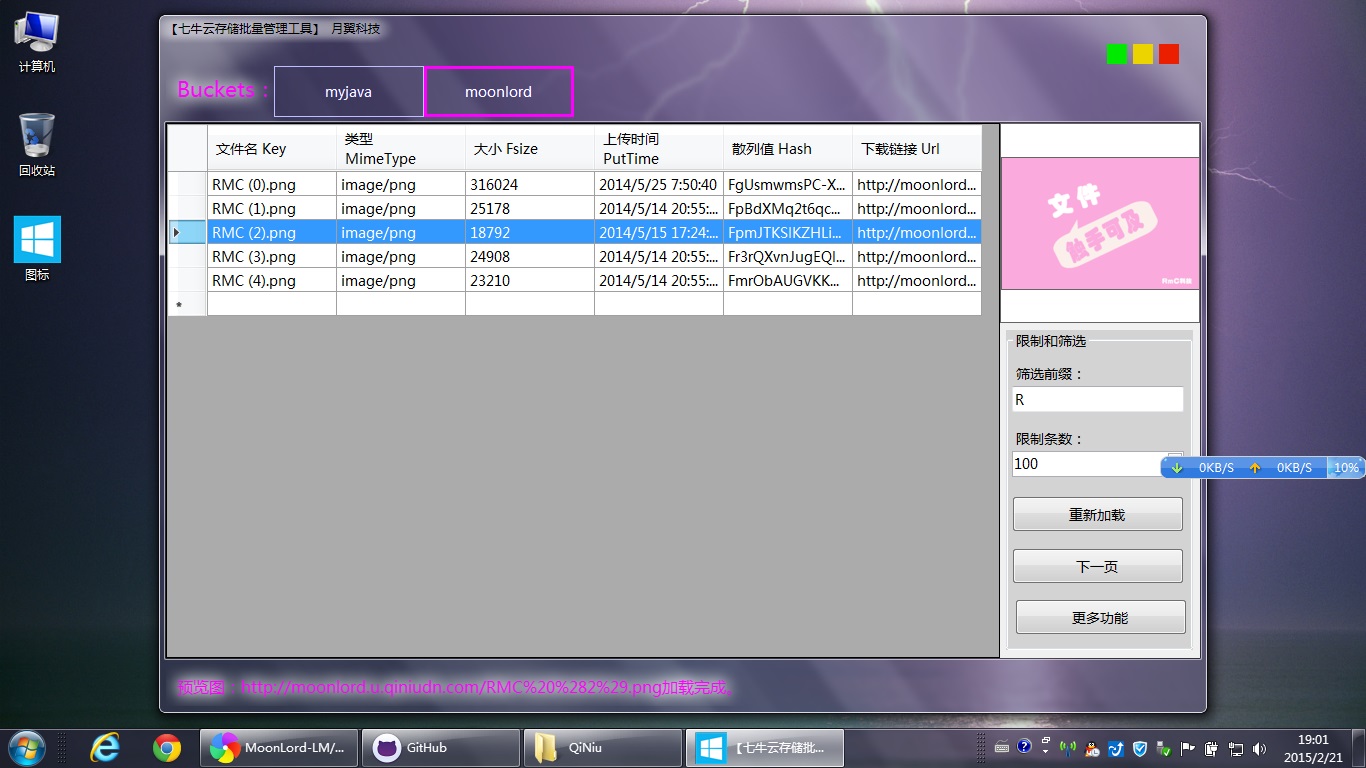 【七牛云存储批量管理工具】 月翼科技
计算机
回收站
图标
Buckets：
myjava
moonlord
文件名 Key
类型
MimeType
大小 Fsize
上传时间
PutTime
散列值 Hash
下载链接 Url
RMC (0).png image/png 316024 2014/5/25 7:50:40 FgUsmwmsPC-X... http://moonlord...
RMC (1).png image/png 25178 2014/5/14 20:55:... FpBdXMq2t6qc... http://moonlord...
RMC (2).png image/png 18792 2014/5/15 17:24:... FpmJTKSIKZHLi... http://moonlord...
RMC (3).png image/png 24908 2014/5/14 20:55:... Fr3rQXvnJugEQI... http://moonlord...
RMC (4).png image/png 23210 2014/5/14 20:55:... FmrObAUGVKK... http://moonlord...
*
文件
触手可及
限制和筛选
筛选前缀：
R
限制条数：
100
0KB/S 0KB/S 10%
重新加载
下一页
更多功能
预览图：http://moonlord.u.qiniudn.com/RMC%20%282%29.png加载完成。
MoonLord-LM/...
GitHub
QiNiu
【七牛云存储批...
19:01
2015/2/21